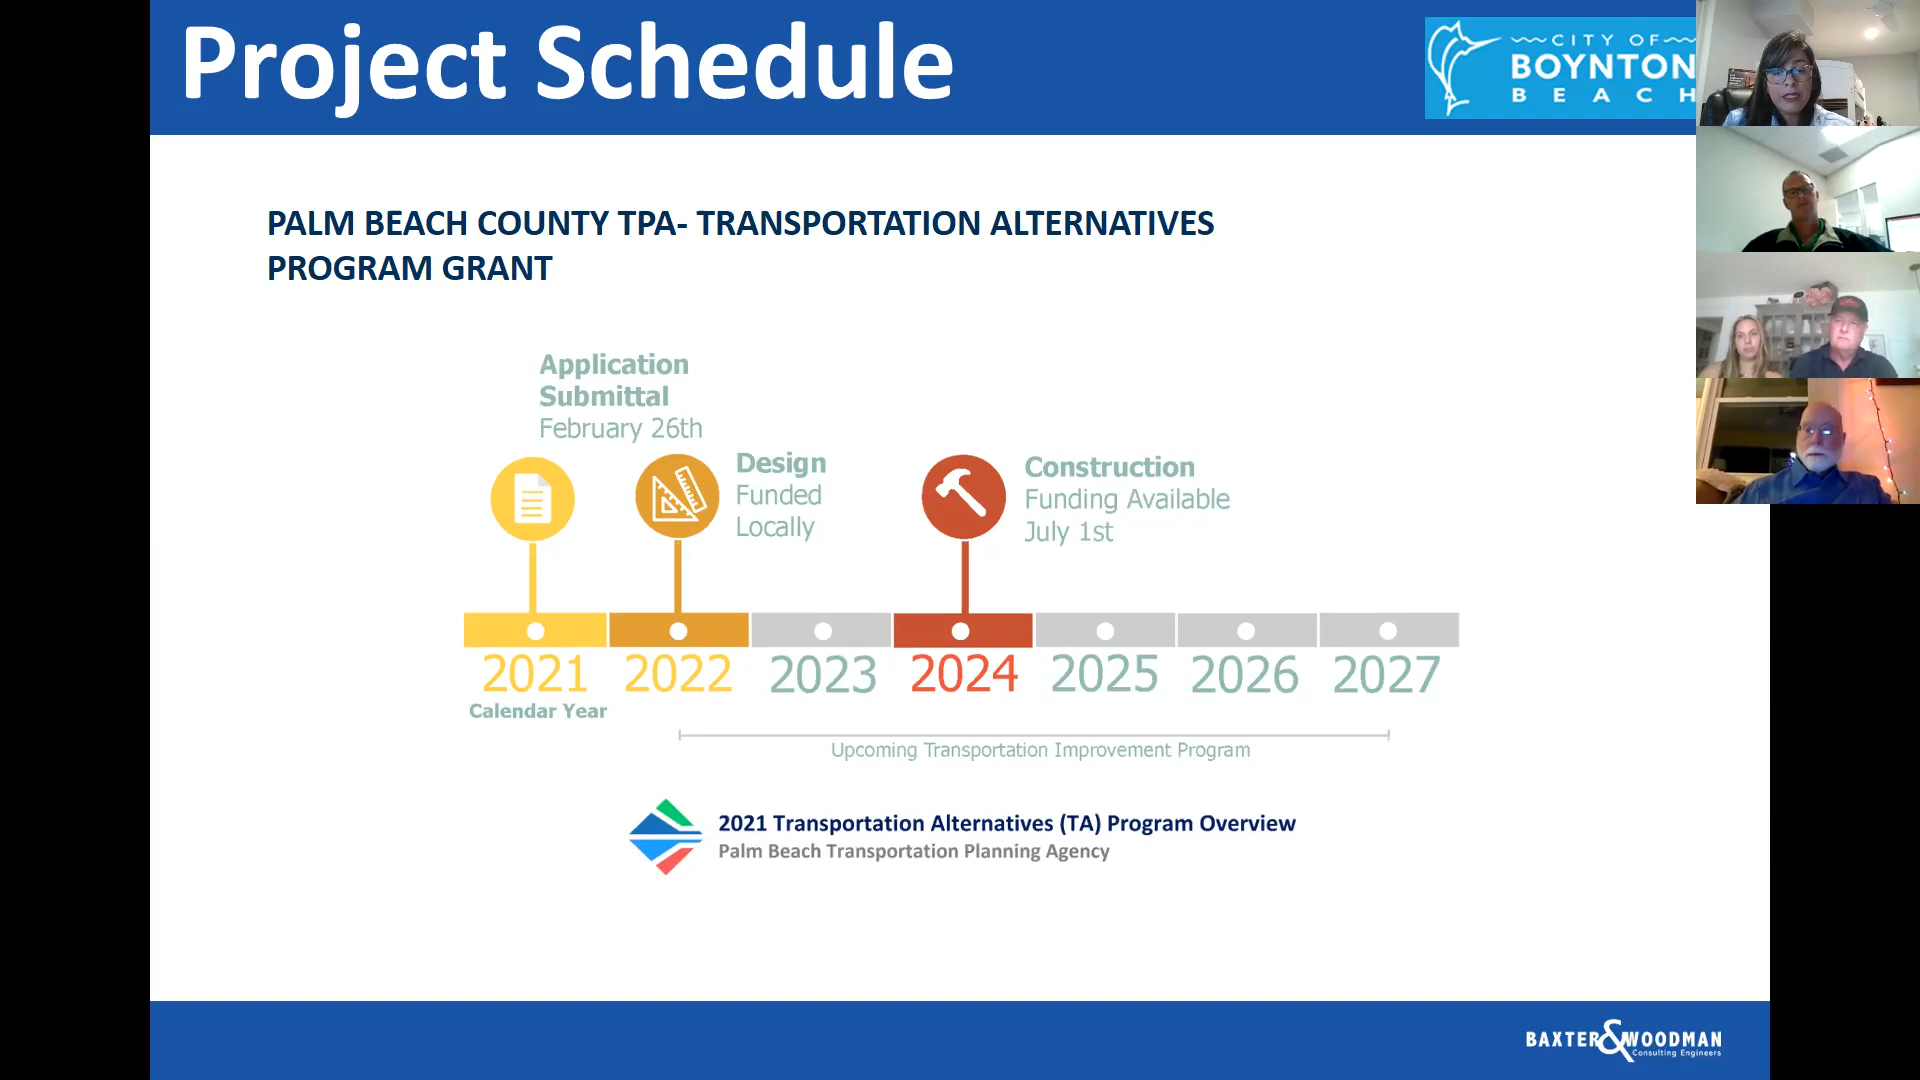 Project Schedule
CITY OF
BOYNTON
BEACH
PALM BEACH COUNTY TPA- TRANSPORTATION ALTERNATIVES
PROGRAM GRANT
Application
Submittal
February 26th
Design
Funded
Locally
Construction
Funding Available
July 1st
2021 2022 2023 2024 2025 2026 2027
Calendar Year
Upcoming Transportation Improvement Program
2021 Transportation Alternatives (TA) Program Overview
Palm Beach Transportation Planning Agency
BAXTER & WOODMAN
Consulting Engineers